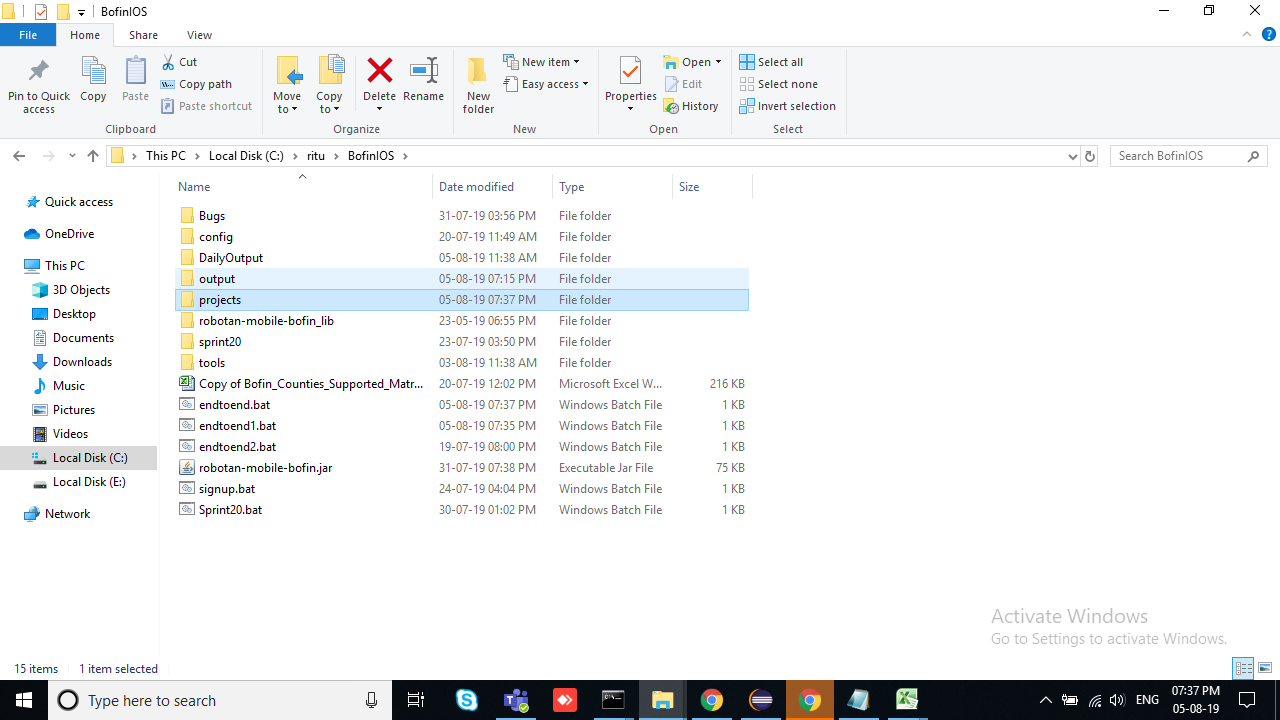 BofinIOS
File Home Share View
Pin to Quick access
Copy
Paste
Cut
Copy path
Paste shortcut
Clipboard
Move to
Copy to
Delete
Rename
Organize
New folder
New item
Easy access
New
Properties
Open
Edit
History
Open
Select all
Select none
Invert selection
Select
This PC Local Disk (C:) ritu BofinIOS
Search BofinIOS
Quick access
OneDrive
This PC
3D Objects
Desktop
Documents
Downloads
Music
Pictures
Videos
Local Disk (C:)
Local Disk (E:)
Network
Name Date modified Type Size
Bugs 31-07-19 03:56 PM File folder
config 20-07-19 11:49 AM File folder
DailyOutput 05-08-19 11:38 AM File folder
output 05-08-19 07:15 PM File folder
projects 05-08-19 07:37 PM File folder
robotan-mobile-bofin_lib 23-05-19 06:55 PM File folder
sprint20 23-07-19 03:50 PM File folder
tools 03-08-19 11:38 AM File folder
Copy of Bofin_Counties_Supported_Matr... 20-07-19 12:02 PM Microsoft Excel W... 216 KB
endtoend.bat 05-08-19 07:37 PM Windows Batch File 1 KB
endtoend1.bat 05-08-19 07:35 PM Windows Batch File 1 KB
endtoend2.bat 19-07-19 08:00 PM Windows Batch File 1 KB
robotan-mobile-bofin.jar 31-07-19 07:38 PM Executable Jar File 75 KB
signup.bat 24-07-19 04:04 PM Windows Batch File 1 KB
Sprint20.bat 30-07-19 01:02 PM Windows Batch File 1 KB
Activate Windows
Go to Settings to activate Windows.
15 items 1 item selected
Type here to search
ENG
07:37 PM
05-08-19